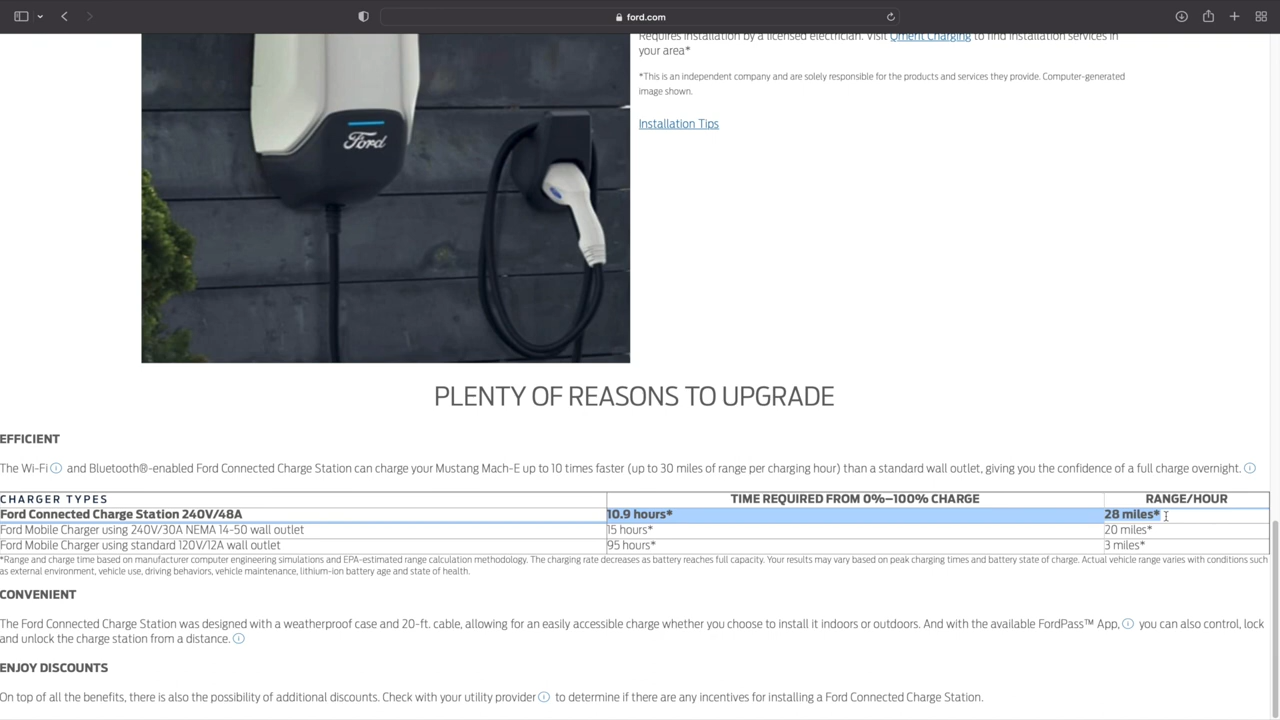 ford.com
Requires installation by a licensed electrician. Visit Qmerit Charging to find installation services in
your area*
*This is an independent company and are solely responsible for the products and services they provide. Computer-generated
image shown.
Installation Tips
Ford
PLENTY OF REASONS TO UPGRADE
EFFICIENT
The Wi-Fi and Bluetooth®-enabled Ford Connected Charge Station can charge your Mustang Mach-E up to 10 times faster (up to 30 miles of range per charging hour) than a standard wall outlet, giving you the confidence of a full charge overnight.
CHARGER TYPES TIME REQUIRED FROM 0%–100% CHARGE RANGE/HOUR
Ford Connected Charge Station 240V/48A 10.9 hours* 28 miles*
Ford Mobile Charger using 240V/30A NEMA 14-50 wall outlet 15 hours* 20 miles*
Ford Mobile Charger using standard 120V/12A wall outlet 95 hours* 3 miles*
*Range and charge time based on manufacturer computer engineering simulations and EPA-estimated range calculation methodology. The charging rate decreases as battery reaches full capacity. Your results may vary based on peak charging times and battery state of charge. Actual vehicle range varies with conditions such
as external environment, vehicle use, driving behaviors, vehicle maintenance, lithium-ion battery age and state of health.
CONVENIENT
The Ford Connected Charge Station was designed with a weatherproof case and 20-ft. cable, allowing for an easily accessible charge whether you choose to install it indoors or outdoors. And with the available FordPass™ App, you can also control, lock
and unlock the charge station from a distance.
ENJOY DISCOUNTS
On top of all the benefits, there is also the possibility of additional discounts. Check with your utility provider to determine if there are any incentives for installing a Ford Connected Charge Station.